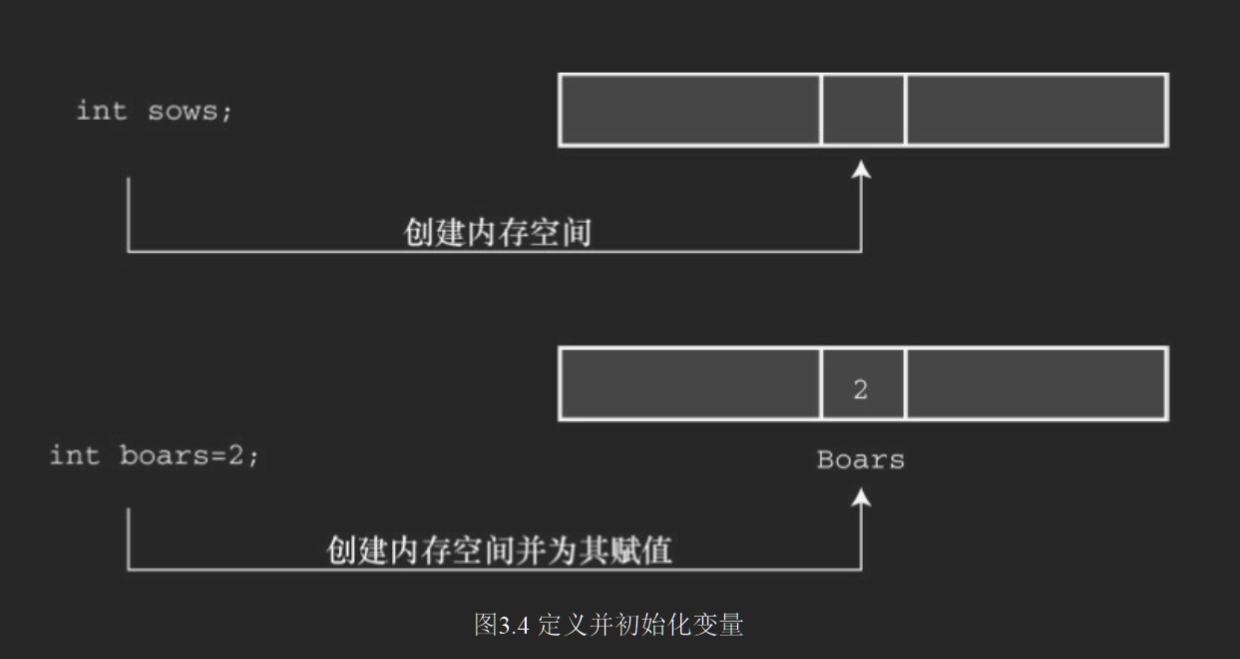 int sows;
创建内存空间
2
int boars=2;
Boars
创建内存空间并为其赋值
图3.4 定义并初始化变量